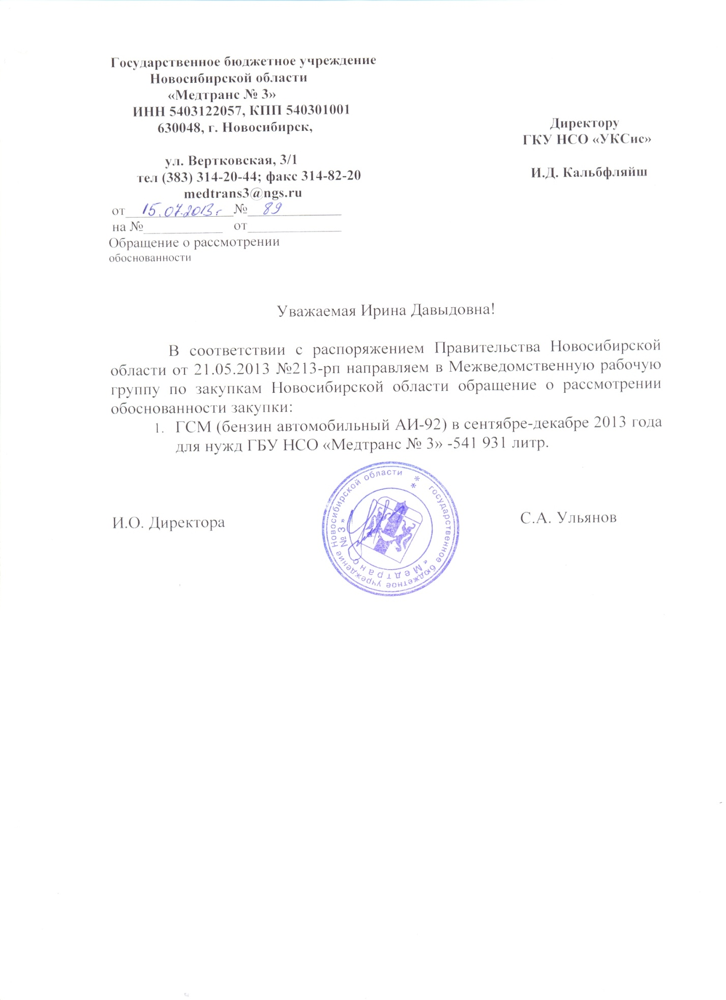 Государственное бюджетное учреждение
Новосибирской области
«Медтранс № 3»
ИНН 5403122057, КПП 540301001
630048, г. Новосибирск,
ул. Вертковская, 3/1
тел (383) 314-20-44; факс 314-82-20
medtrans3@ngs.ru
от 15.07.2013 г № 89
на №____________ от______________
Обращение о рассмотрении
обоснованности
Директору
ГКУ НСО «УКСис»
И.Д. Кальбфляйш
Уважаемая Ирина Давыдовна!
В соответствии с распоряжением Правительства Новосибирской
области от 21.05.2013 №213-рп направляем в Межведомственную рабочую
группу по закупкам Новосибирской области обращение о рассмотрении
обоснованности закупки:
1. ГСМ (бензин автомобильный АИ-92) в сентябре-декабре 2013 года
для нужд ГБУ НСО «Медтранс № 3» -541 931 литр.
И.О. Директора
С.А. Ульянов
* государственное бюджетное учреждение Новосибирской области
* «Медтранс № 3»